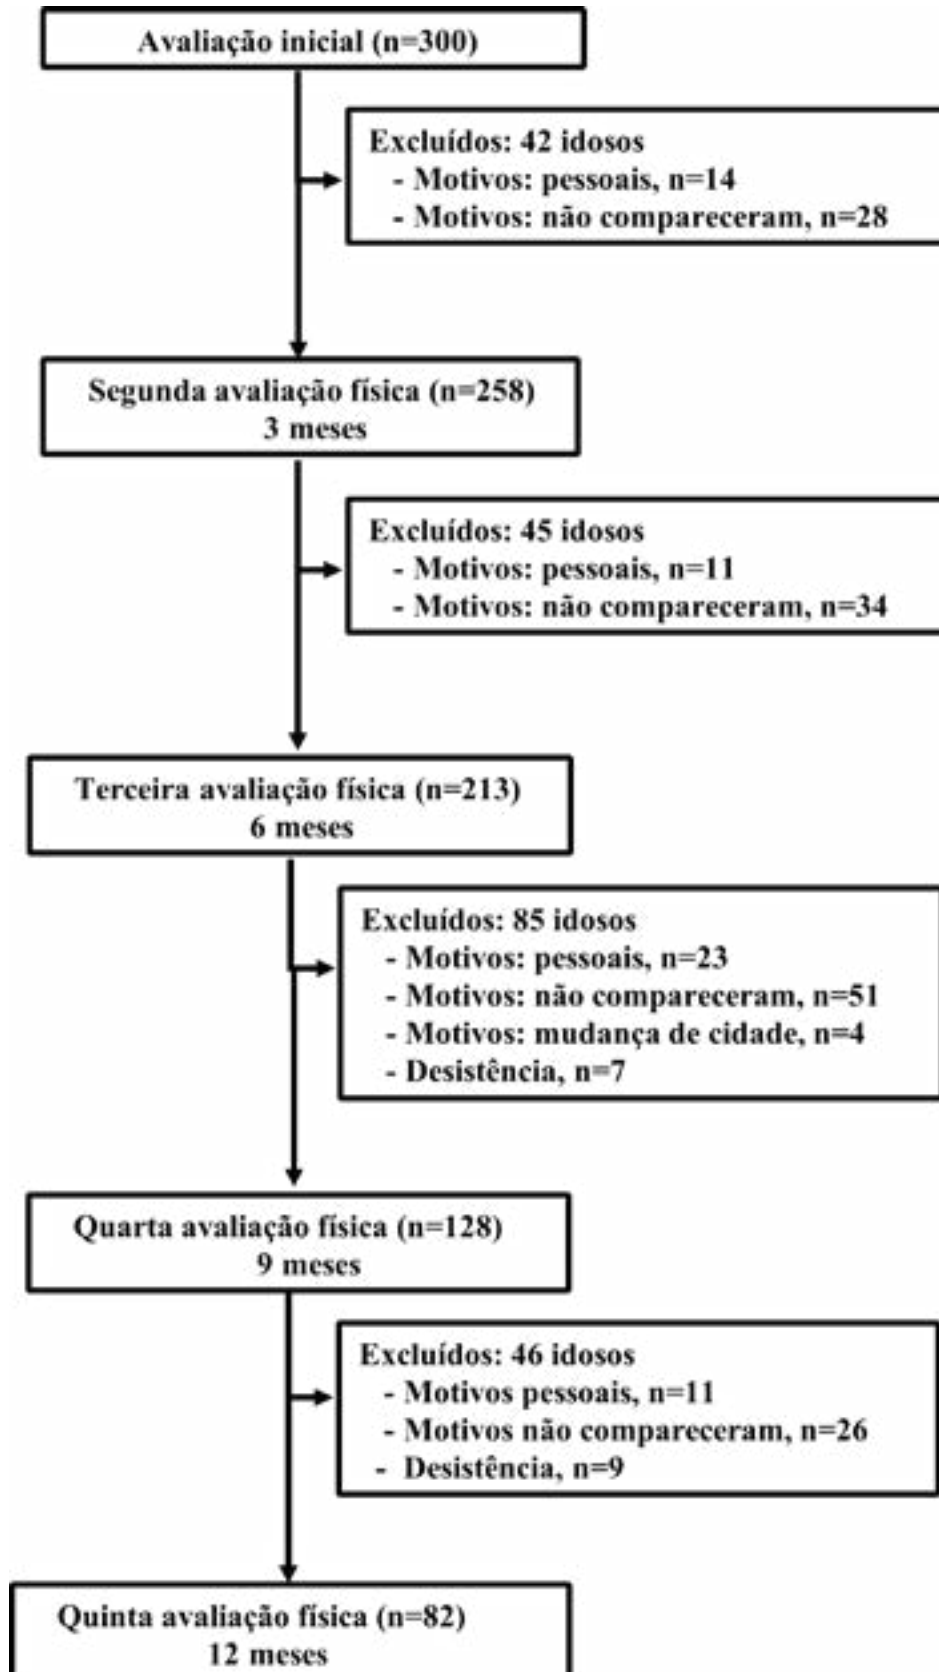 Avaliação inicial (n=300)
Excluídos: 42 idosos
- Motivos: pessoais, n=14
- Motivos: não compareceram, n=28
Segunda avaliação física (n=258)
3 meses
Excluídos: 45 idosos
- Motivos: pessoais, n=11
- Motivos: não compareceram, n=34
Terceira avaliação física (n=213)
6 meses
Excluídos: 85 idosos
- Motivos: pessoais, n=23
- Motivos: não compareceram, n=51
- Motivos: mudança de cidade, n=4
- Desistência, n=7
Quarta avaliação física (n=128)
9 meses
Excluídos: 46 idosos
- Motivos pessoais, n=11
- Motivos não compareceram, n=26
- Desistência, n=9
Quinta avaliação física (n=82)
12 meses